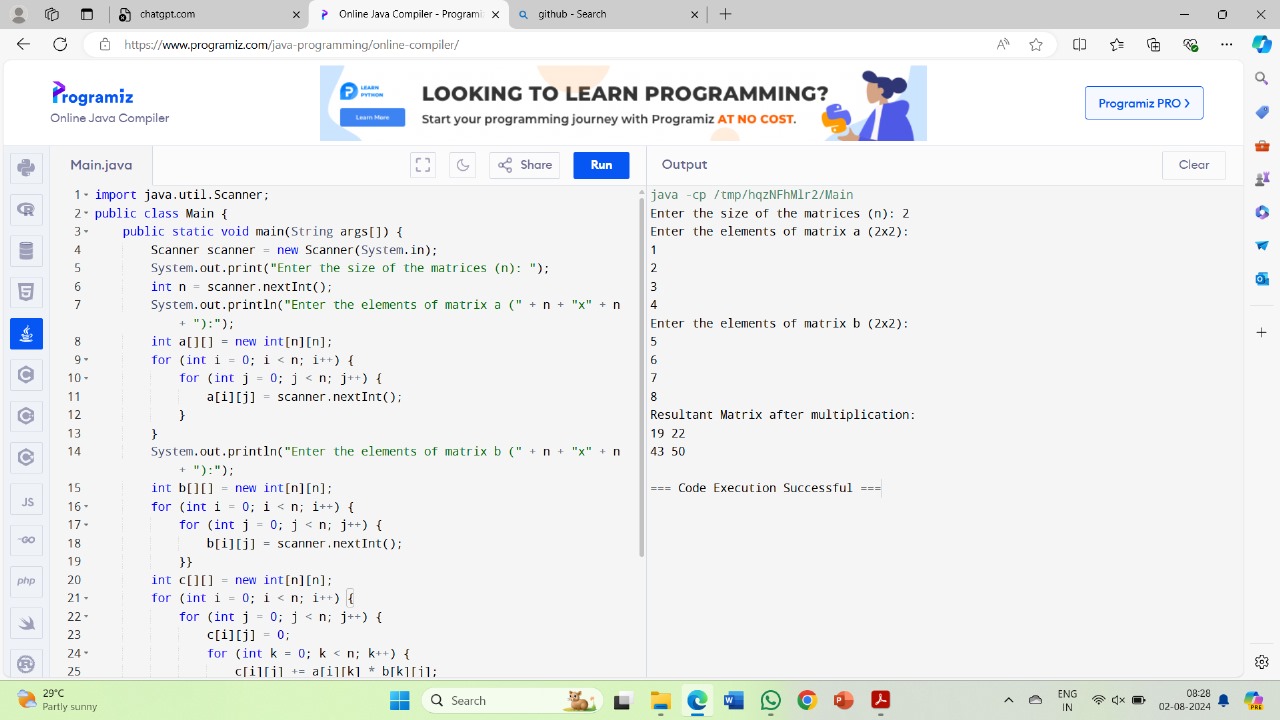 chatgpt.com
Online Java Compiler - Programiz
github - Search
https://www.programiz.com/java-programming/online-compiler/
Programiz
Online Java Compiler
LEARN PYTHON
Learn More
LOOKING TO LEARN PROGRAMMING?
Start your programming journey with Programiz AT NO COST.
Programiz PRO
Main.java
Share
Run
Output
Clear
1 import java.util.Scanner;
2 public class Main {
3 public static void main(String args[]) {
4 Scanner scanner = new Scanner(System.in);
5 System.out.print("Enter the size of the matrices (n): ");
6 int n = scanner.nextInt();
7 System.out.println("Enter the elements of matrix a (" + n + "x" + n
+ "):");
8 int a[][] = new int[n][n];
9 for (int i = 0; i < n; i++) {
10 for (int j = 0; j < n; j++) {
11 a[i][j] = scanner.nextInt();
12 }
13 }
14 System.out.println("Enter the elements of matrix b (" + n + "x" + n
+ "):");
15 int b[][] = new int[n][n];
16 for (int i = 0; i < n; i++) {
17 for (int j = 0; j < n; j++) {
18 b[i][j] = scanner.nextInt();
19 }}
20 int c[][] = new int[n][n];
21 for (int i = 0; i < n; i++) {
22 for (int j = 0; j < n; j++) {
23 c[i][j] = 0;
24 for (int k = 0; k < n; k++) {
25 c[i][j] += a[i][k] * b[k][j];
JS
GO
php
java -cp /tmp/hqzNFhMlr2/Main
Enter the size of the matrices (n): 2
Enter the elements of matrix a (2x2):
1
2
3
4
Enter the elements of matrix b (2x2):
5
6
7
8
Resultant Matrix after multiplication:
19 22
43 50
=== Code Execution Successful ===
29°C
Partly sunny
Search
ENG
IN
08:28
02-08-2024
PRE